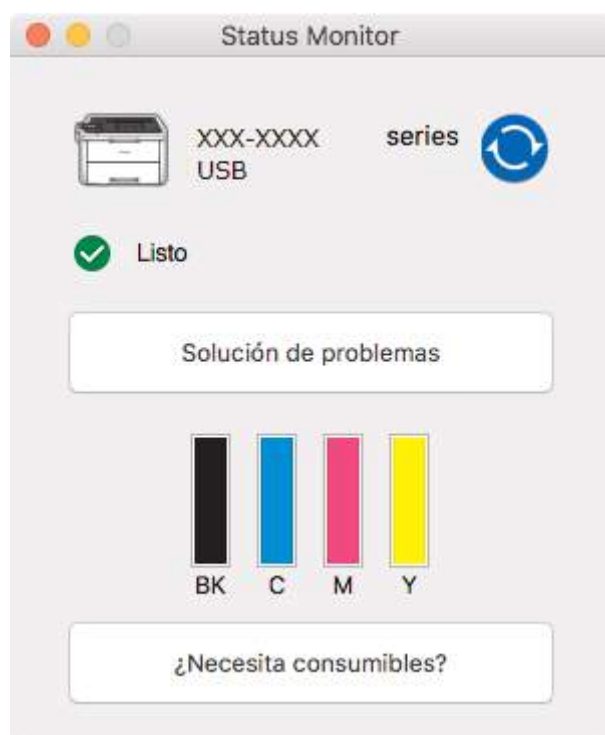 Status Monitor
XXX-XXXX series
USB
Listo
Solución de problemas
BK C M Y
¿Necesita consumibles?